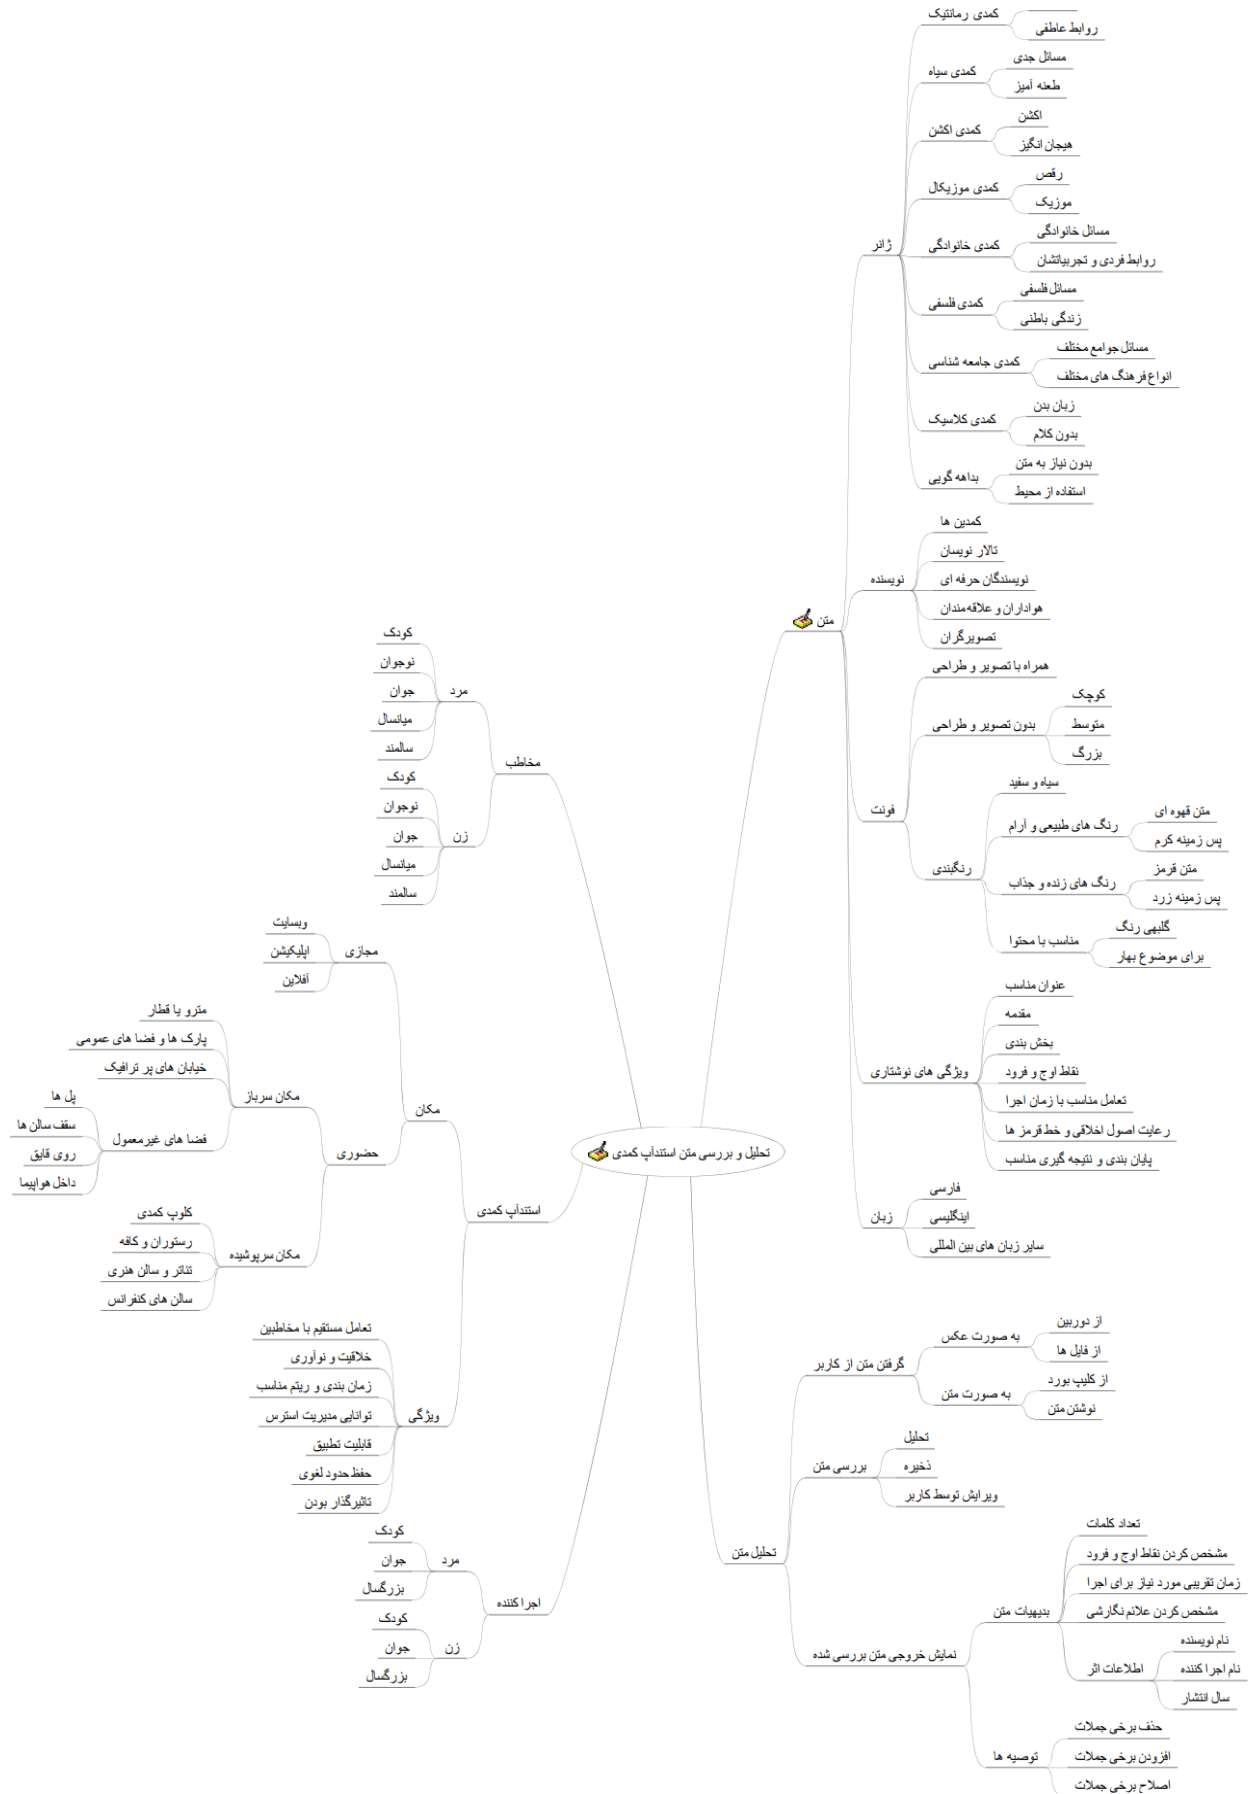 تحلیل و بررسی متن استندآپ کمدی
متن
ژانر
کمدی رمانتیک
روابط عاطفی
کمدی سیاه
مسائل جدی
طعنه آمیز
کمدی اکشن
اکشن
هیجان انگیز
کمدی موزیکال
رقص
موزیک
کمدی خانوادگی
مسائل خانوادگی
روابط فردی و تجربیاتشان
کمدی فلسفی
مسائل فلسفی
زندگی باطنی
کمدی جامعه شناسی
مسائل جوامع مختلف
انواع فرهنگ های مختلف
کمدی کلاسیک
زبان بدن
بدون کلام
بداهه گویی
بدون نیاز به متن
استفاده از محیط
نویسنده
کمدین ها
تالار نویسان
نویسندگان حرفه ای
هواداران و علاقه‌مندان
تصویرگران
فونت
همراه با تصویر و طراحی
بدون تصویر و طراحی
کوچک
متوسط
بزرگ
رنگبندی
سیاه و سفید
رنگ های طبیعی و آرام
متن قهوه ای
پس زمینه کرم
رنگ های زنده و جذاب
متن قرمز
پس زمینه زرد
مناسب با محتوا
گلبهی رنگ
برای موضوع بهار
ویژگی های نوشتاری
عنوان مناسب
مقدمه
بخش بندی
نقاط اوج و فرود
تعامل مناسب با زمان اجرا
رعایت اصول اخلاقی و خط قرمز ها
پایان بندی و نتیجه گیری مناسب
زبان
فارسی
اینگلیسی
سایر زبان های بین المللی
تحلیل متن
گرفتن متن از کاربر
به صورت عکس
از دوربین
از فایل ها
به صورت متن
از کلیپ بورد
نوشتن متن
بررسی متن
تحلیل
ذخیره
ویرایش توسط کاربر
نمایش خروجی متن بررسی شده
بدیهیات متن
تعداد کلمات
مشخص کردن نقاط اوج و فرود
زمان تقریبی مورد نیاز برای اجرا
مشخص کردن علائم نگارشی
اطلاعات اثر
نام نویسنده
نام اجرا کننده
سال انتشار
توصیه ها
حذف برخی جملات
افزودن برخی جملات
اصلاح برخی جملات
مخاطب
مرد
کودک
نوجوان
جوان
میانسال
سالمند
زن
کودک
نوجوان
جوان
میانسال
سالمند
استندآپ کمدی
مکان
مجازی
وبسایت
اپلیکیشن
آفلاین
حضوری
مکان سرباز
مترو یا قطار
پارک ها و فضا های عمومی
خیابان های پر ترافیک
فضا های غیرمعمول
پل ها
سقف سالن ها
روی قایق
داخل هواپیما
مکان سرپوشیده
کلوپ کمدی
رستوران و کافه
تئاتر و سالن هنری
سالن های کنفرانس
ویژگی
تعامل مستقیم با مخاطبین
خلاقیت و نوآوری
زمان بندی و ریتم مناسب
توانایی مدیریت استرس
قابلیت تطبیق
حفظ حدود لغوی
تاثیرگذار بودن
اجرا کننده
مرد
کودک
جوان
بزرگسال
زن
کودک
جوان
بزرگسال